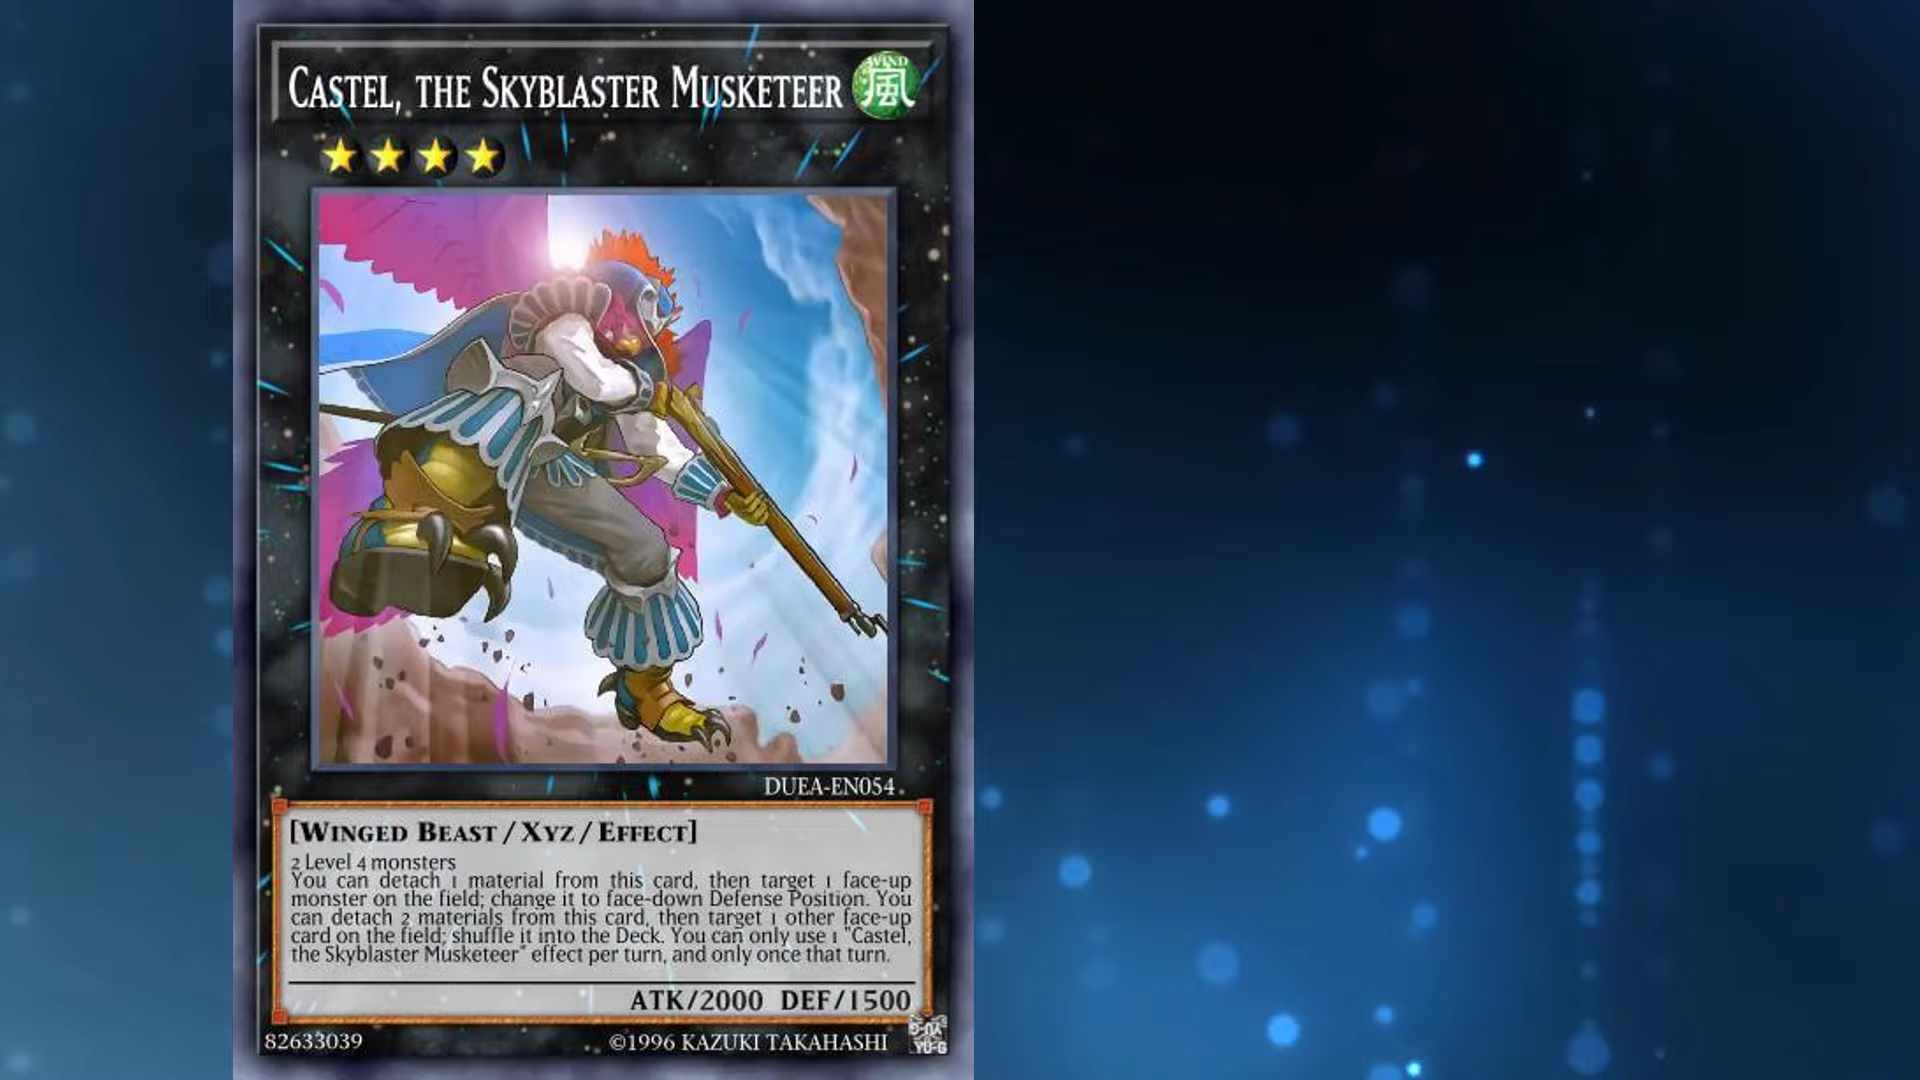 Castel, the Skyblaster Musketeer
WIND
風
DUEA-EN054
[Winged Beast/Xyz/Effect]
2 Level 4 monsters
You can detach 1 material from this card, then target 1 face-up
monster on the field; change it to face-down Defense Position. You
can detach 2 materials from this card, then target 1 other face-up
card on the field; shuffle it into the Deck. You can only use 1 "Castel,
the Skyblaster Musketeer" effect per turn, and only once that turn.
ATK/2000 DEF/1500
82633039
©1996 KAZUKI TAKAHASHI